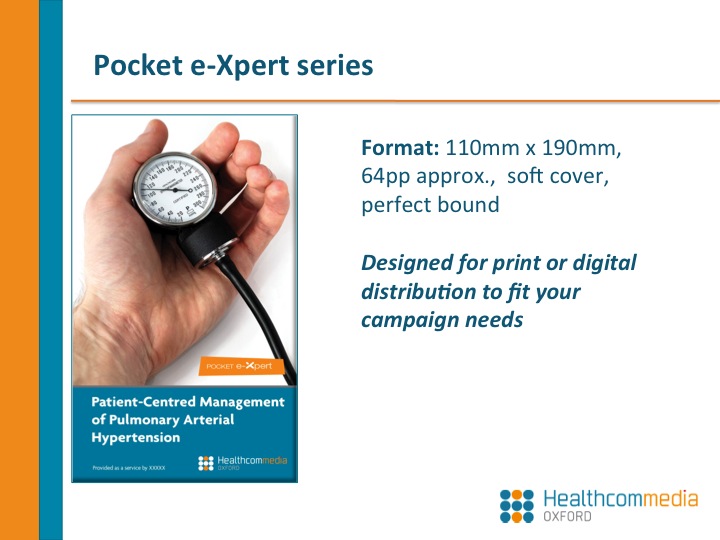 Pocket e-Xpert series
Format: 110mm x 190mm,
64pp approx., soft cover,
perfect bound
Designed for print or digital
distribution to fit your
campaign needs
POCKET e-Xpert
Patient-Centred Management
of Pulmonary Arterial
Hypertension
Provided as a service by XXXXX
Healthcommedia
OXFORD
Healthcommedia
OXFORD